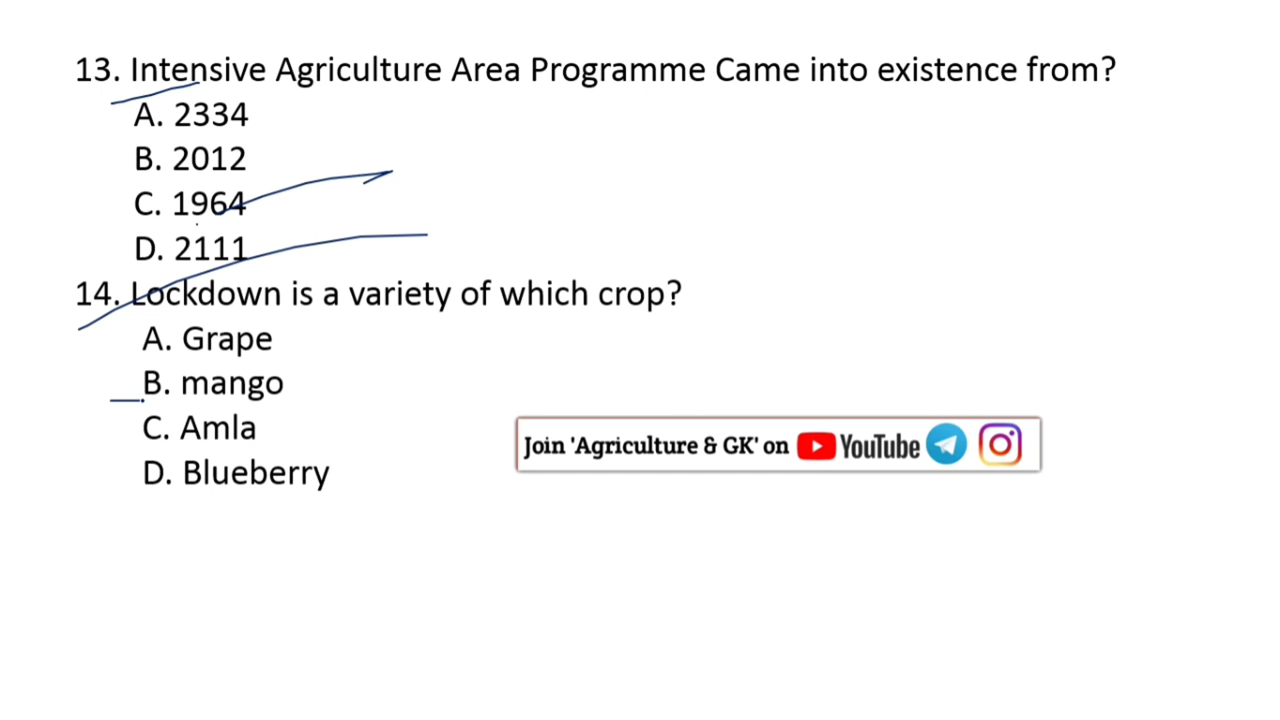 13. Intensive Agriculture Area Programme Came into existence from?
A. 2334
B. 2012
C. 1964
D. 2111
14. Lockdown is a variety of which crop?
A. Grape
B. mango
C. Amla
D. Blueberry
Join 'Agriculture & GK' on YouTube